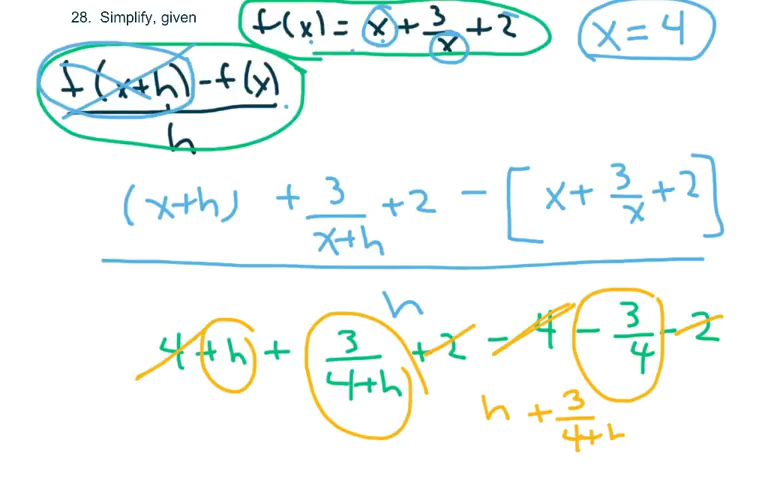 28. Simplify, given f(x) = x + 3/x + 2 x = 4
f(x+h) - f(x)
h
(x+h) + 3/(x+h) + 2 - [x + 3/x + 2]
h
4 + h + 3/(4+h) + 2 - 4 - 3/4 - 2
h + 3/(4+h)